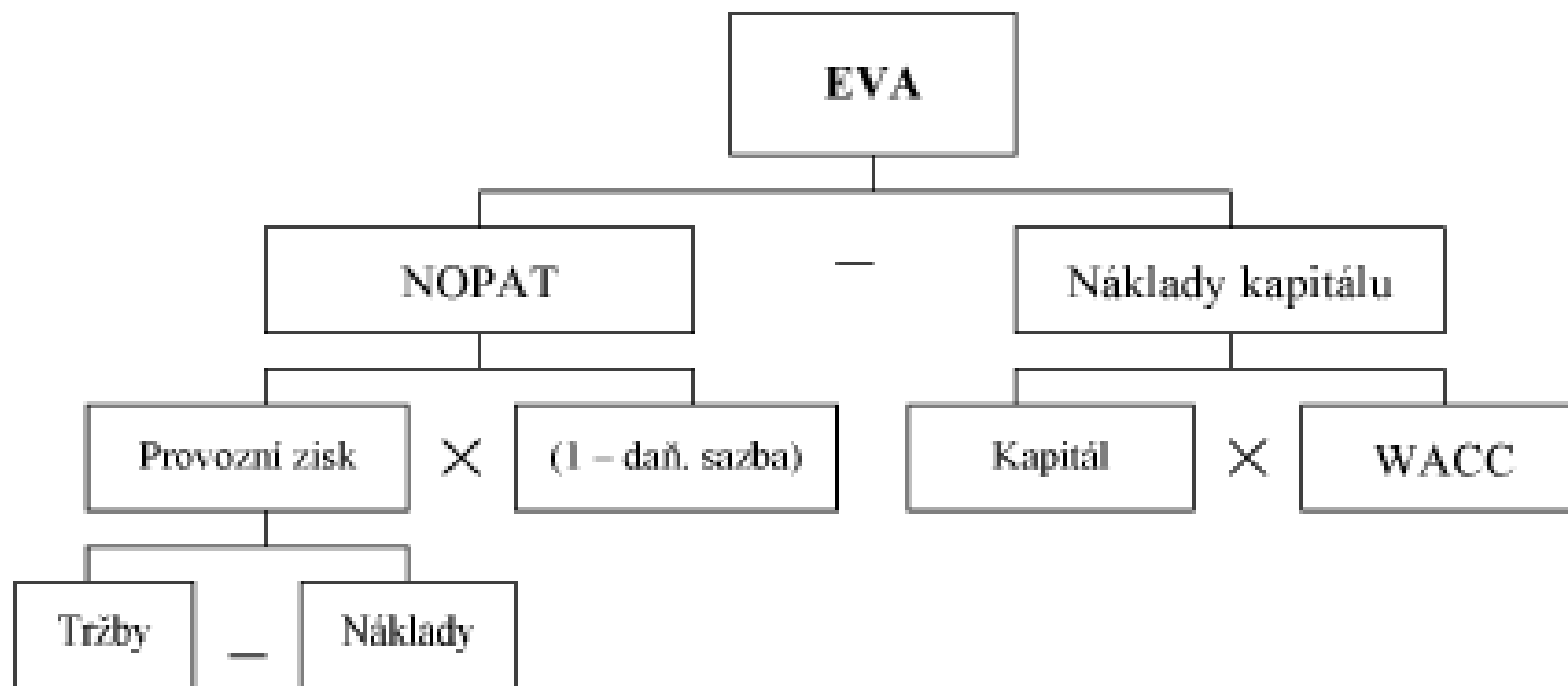 EVA
NOPAT – Náklady kapitálu
Provozní zisk × (1 – daň. sazba) Kapitál × WACC
Tržby – Náklady